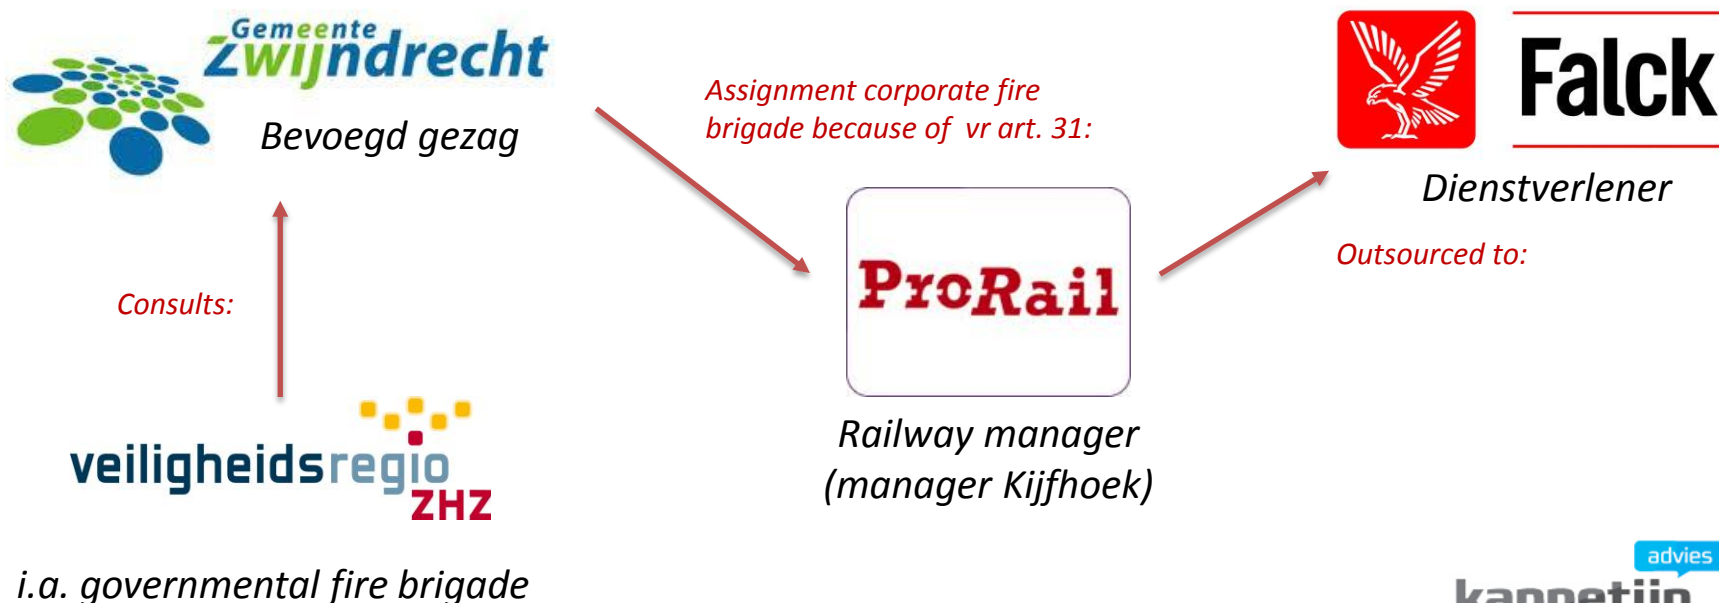 Gemeente
Zwijndrecht
Bevoegd gezag
Assignment corporate fire
brigade because of vr art. 31:
Falck
Dienstverlener
Outsourced to:
Consults:
ProRail
Railway manager
(manager Kijfhoek)
veiligheidsregio
ZHZ
i.a. governmental fire brigade
advies